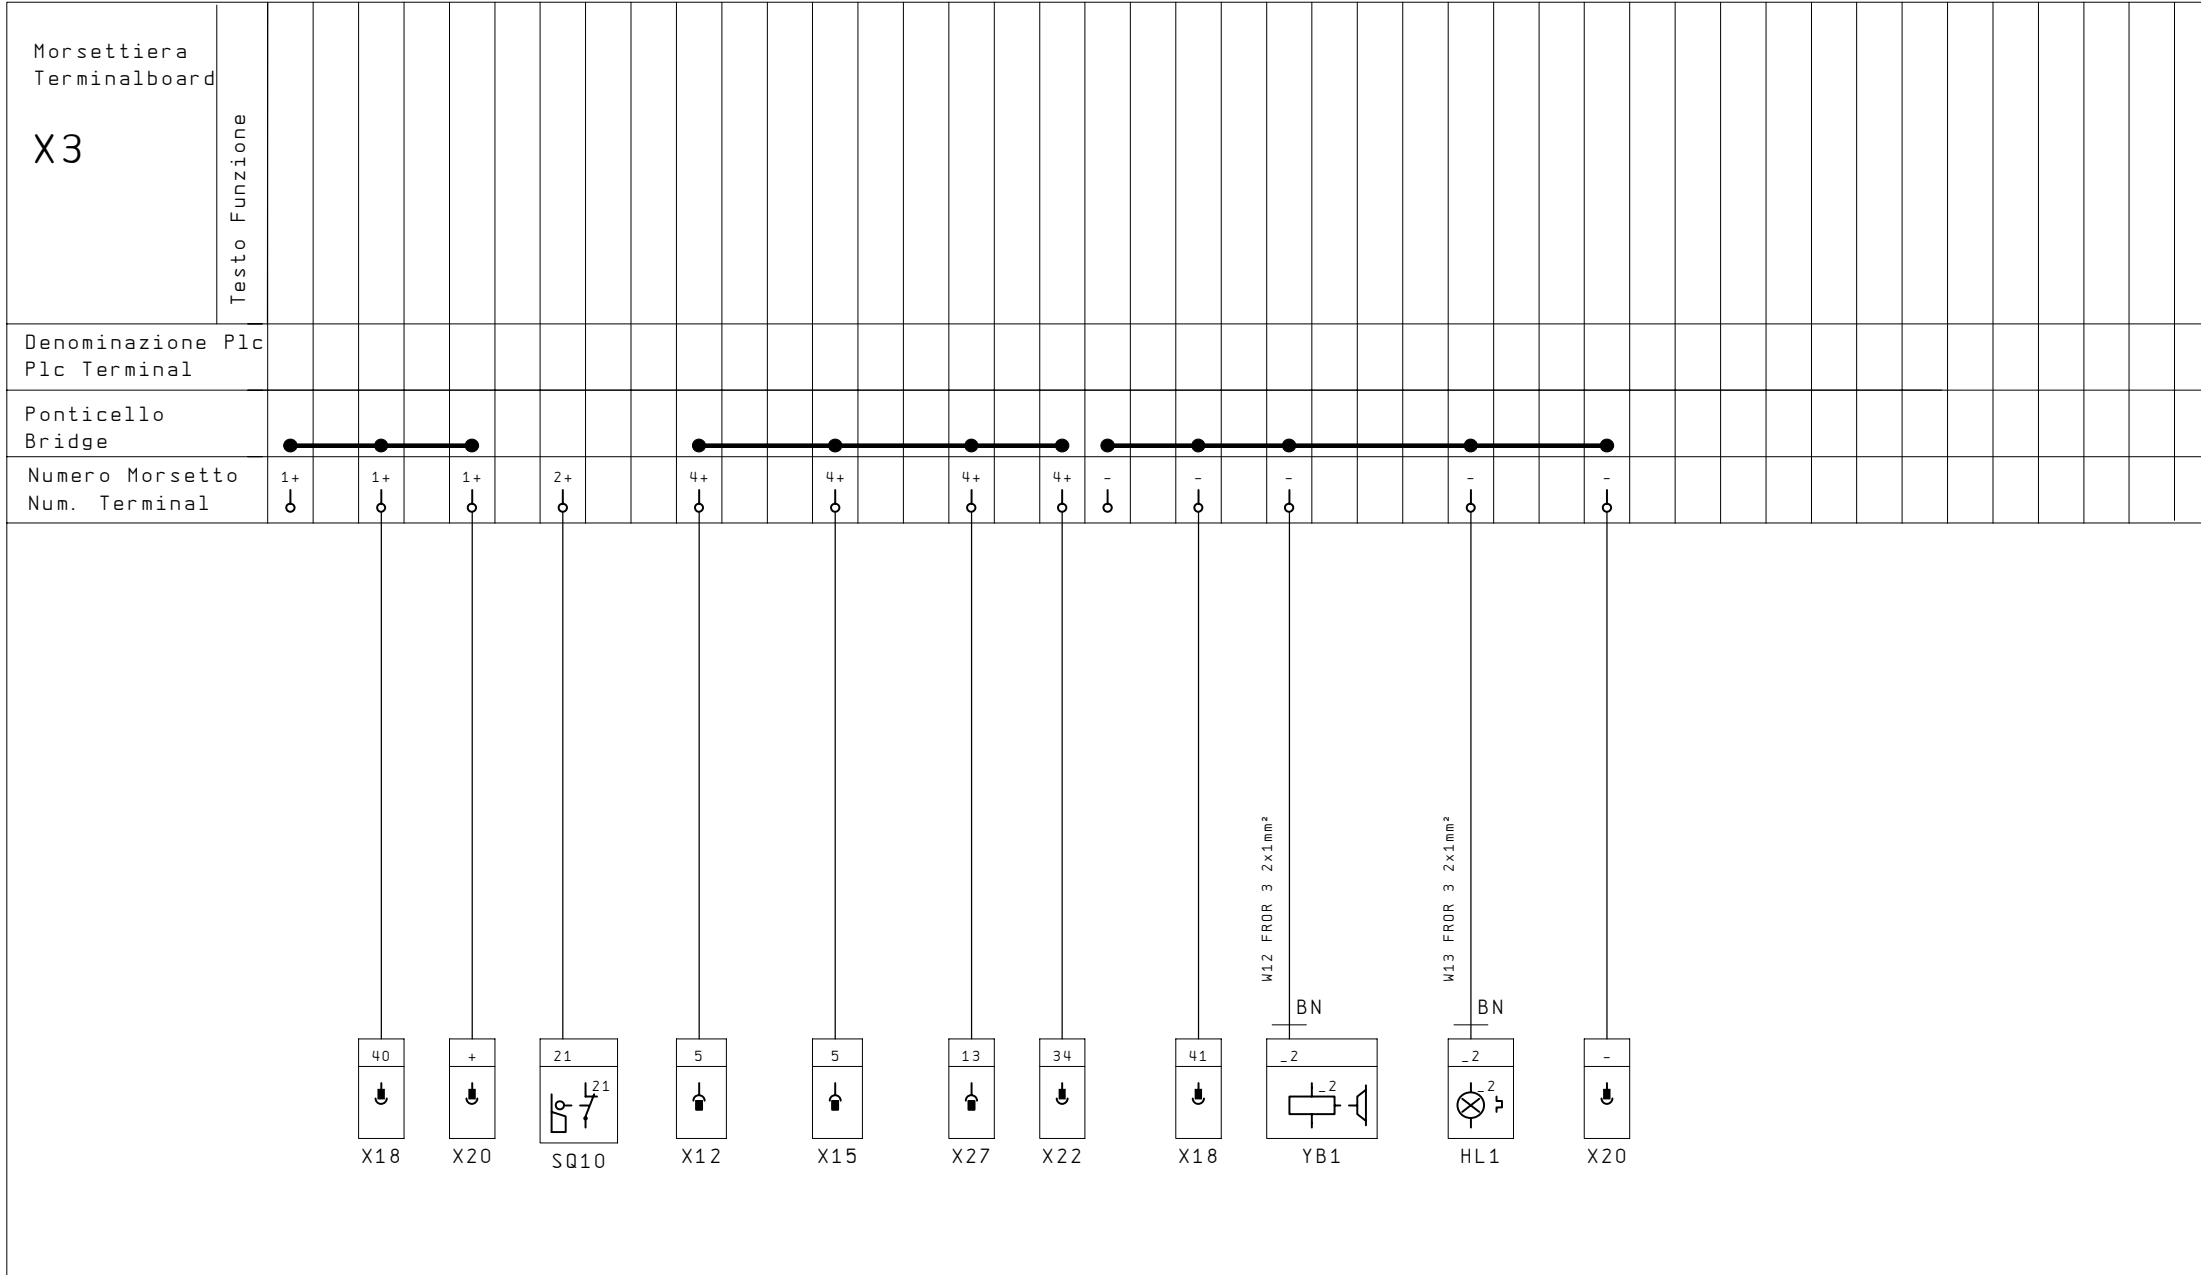 Morsettiera
Terminalboard
X3
Testo Funzione
Denominazione Plc
Plc Terminal
Ponticello
Bridge
Numero Morsetto
Num. Terminal
1+ 1+ 1+ 2+ 4+ 4+ 4+ 4+ - - - - -
W12 FROR 3 2x1mm²
W13 FROR 3 2x1mm²
BN BN
40 + 21 5 5 13 34 41 _2 _2 -
21 _2 _2
X18 X20 SQ10 X12 X15 X27 X22 X18 YB1 HL1 X20